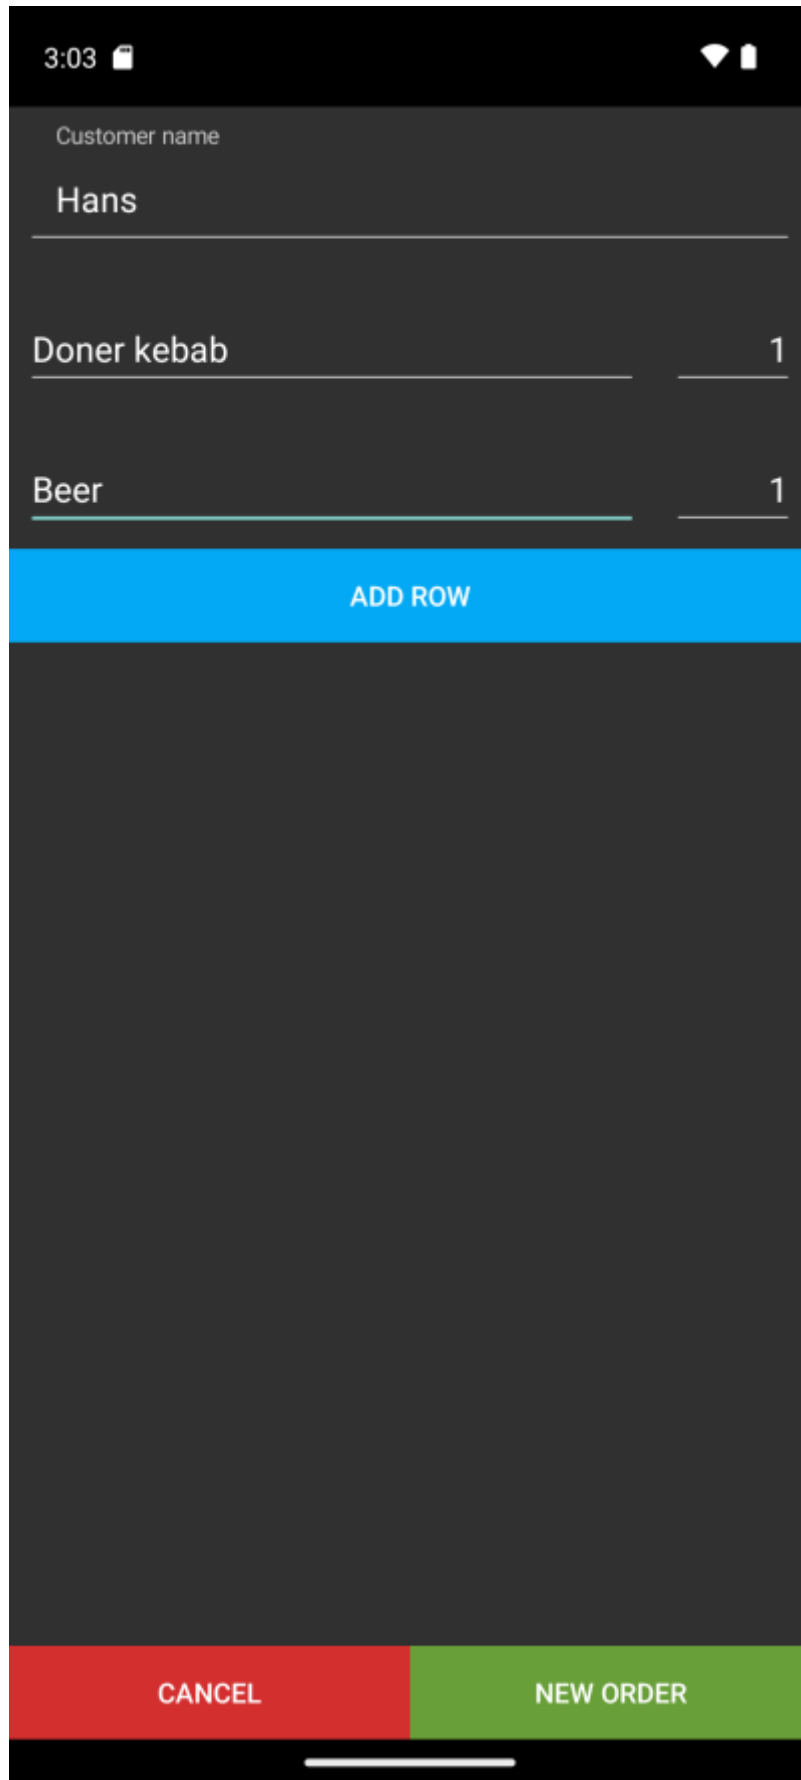 3:03
Customer name
Hans
Doner kebab 1
Beer 1
ADD ROW
CANCEL NEW ORDER